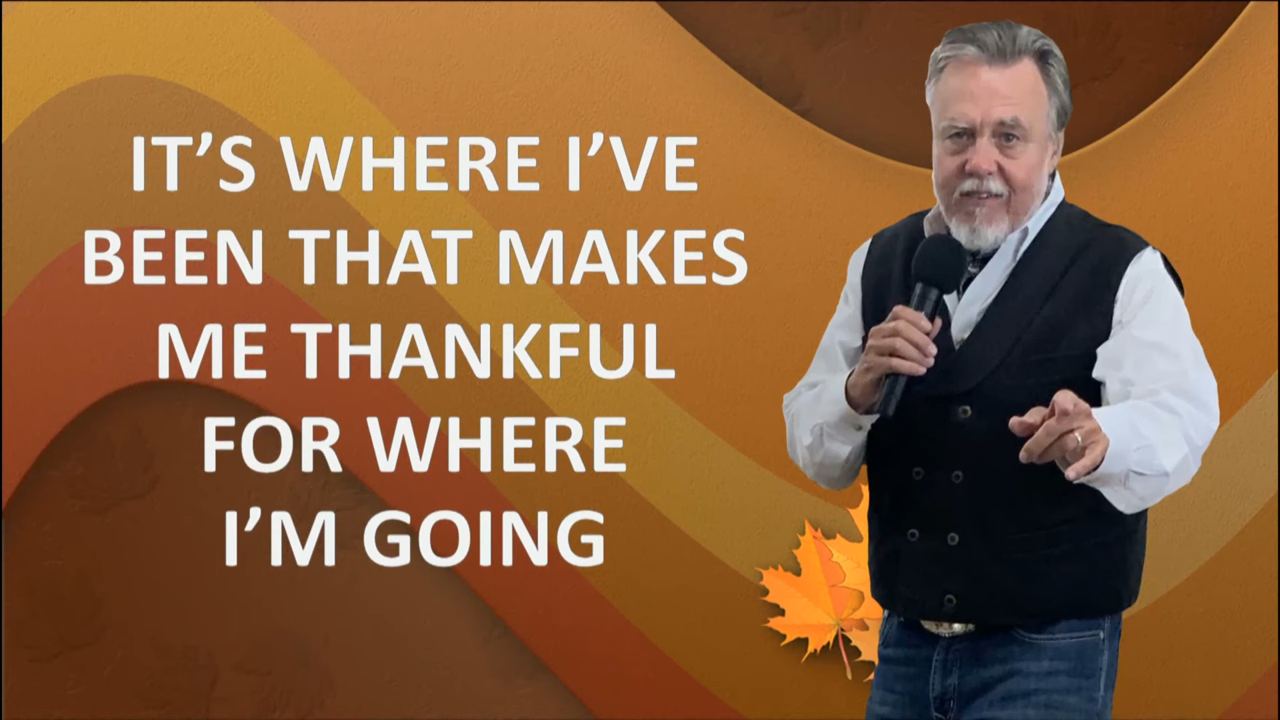 IT’S WHERE I’VE
BEEN THAT MAKES
ME THANKFUL
FOR WHERE
I’M GOING